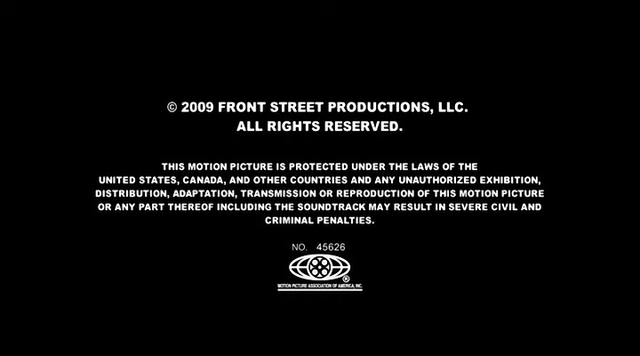 © 2009 FRONT STREET PRODUCTIONS, LLC.
ALL RIGHTS RESERVED.
THIS MOTION PICTURE IS PROTECTED UNDER THE LAWS OF THE
UNITED STATES, CANADA, AND OTHER COUNTRIES AND ANY UNAUTHORIZED EXHIBITION,
DISTRIBUTION, ADAPTATION, TRANSMISSION OR REPRODUCTION OF THIS MOTION PICTURE
OR ANY PART THEREOF INCLUDING THE SOUNDTRACK MAY RESULT IN SEVERE CIVIL AND
CRIMINAL PENALTIES.
NO. 45626
®
MOTION PICTURE ASSOCIATION OF AMERICA, INC.